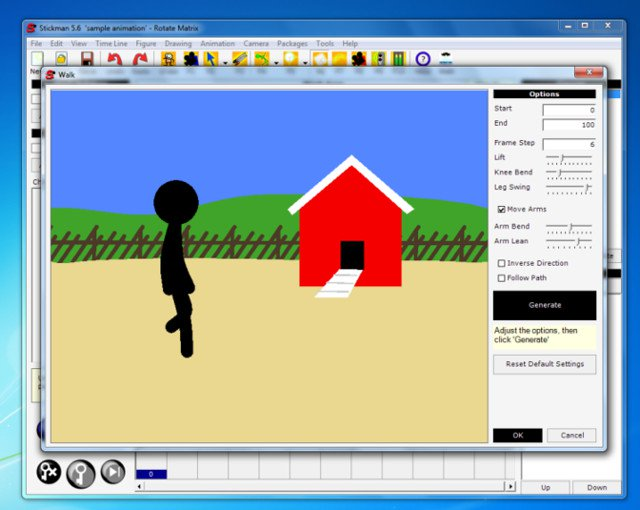 Stickman 5.6 'sample animation' - Rotate Matrix
File Edit View Time Line Figure Drawing Animation Camera Packages Tools Help
Walk
Options
Start 0
End 100
Frame Step 6
Lift
Knee Bend
Leg Swing
Move Arms
Arm Bend
Arm Lean
Inverse Direction
Follow Path
Generate
Adjust the options, then
click 'Generate'
Reset Default Settings
OK Cancel
0
Up Down